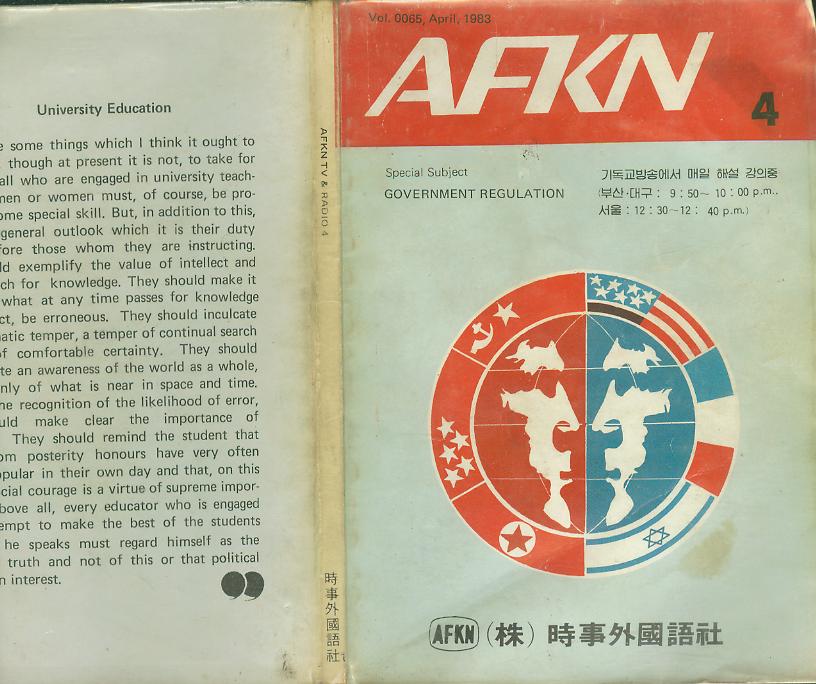 University Education
some things which I think it ought to
though at present it is not, to take for
all who are engaged in university teach-
men or women must, of course, be pro-
ome special skill. But, in addition to this,
general outlook which it is their duty
fore those whom they are instructing.
ld exemplify the value of intellect and
ch for knowledge. They should make it
what at any time passes for knowledge
ct, be erroneous. They should inculcate
matic temper, a temper of continual search
of comfortable certainty. They should
te an awareness of the world as a whole,
nly of what is near in space and time.
he recognition of the likelihood of error,
uld make clear the importance of
They should remind the student that
om posterity honours have very often
opular in their own day and that, on this
cial courage is a virtue of supreme impor-
bove all, every educator who is engaged
empt to make the best of the students
he speaks must regard himself as the
truth and not of this or that political
n interest.
AFKN TV & RADIO 4
時事外國語社
Vol. 0065, April, 1983
AFKN
4
Special Subject
GOVERNMENT REGULATION
기독교방송에서 매일 해설 강의중
(부산·대구 : 9 : 50~ 10 : 00 p.m..
서울 : 12 : 30~12 : 40 p.m.)
AFKN (株) 時事外國語社